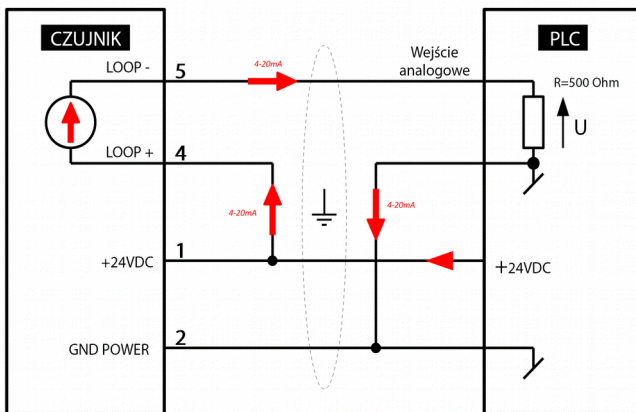 CZUJNIK
PLC
LOOP -
5
4-20mA
Wejście
analogowe
R=500 Ohm
U
LOOP +
4
4-20mA
4-20mA
+24VDC
1
+24VDC
GND POWER
2